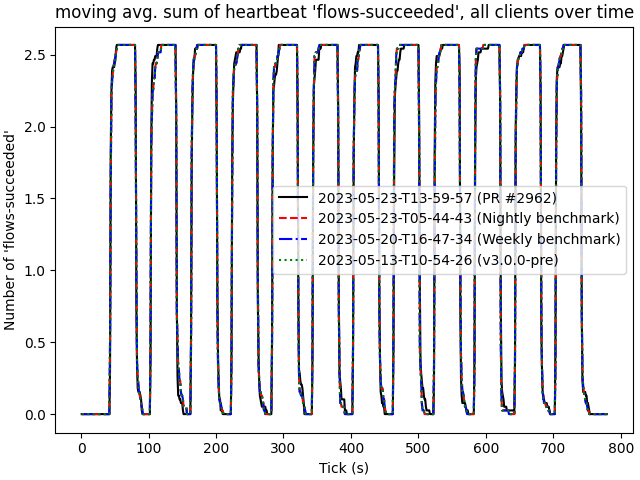 moving avg. sum of heartbeat 'flows-succeeded', all clients over time
Number of 'flows-succeeded'
2.5
2.0
1.5
1.0
0.5
0.0
2023-05-23-T13-59-57 (PR #2962)
2023-05-23-T05-44-43 (Nightly benchmark)
2023-05-20-T16-47-34 (Weekly benchmark)
2023-05-13-T10-54-26 (v3.0.0-pre)
0 100 200 300 400 500 600 700 800
Tick (s)